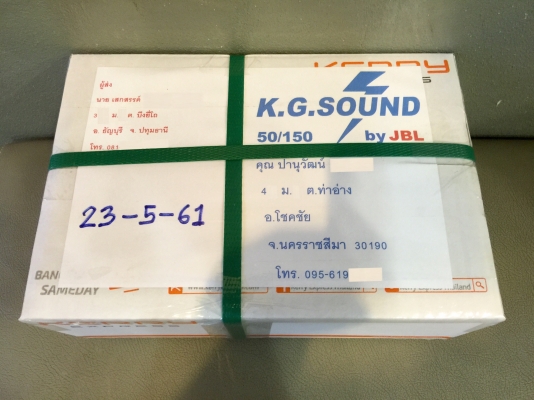 ผู้ส่ง
นาย เสกสรรค์
3 ม. ต. บึงยี่โถ
อ. ธัญบุรี จ. ปทุมธานี
โทร. 081
23-5-61
K.G.SOUND
50/150 by JBL
คุณ ปานุวัฒน์
4 ม. ต.ท่าอ่าง
อ.โชคชัย
จ.นครราชสีมา 30190
โทร. 095-619
SAMEDAY